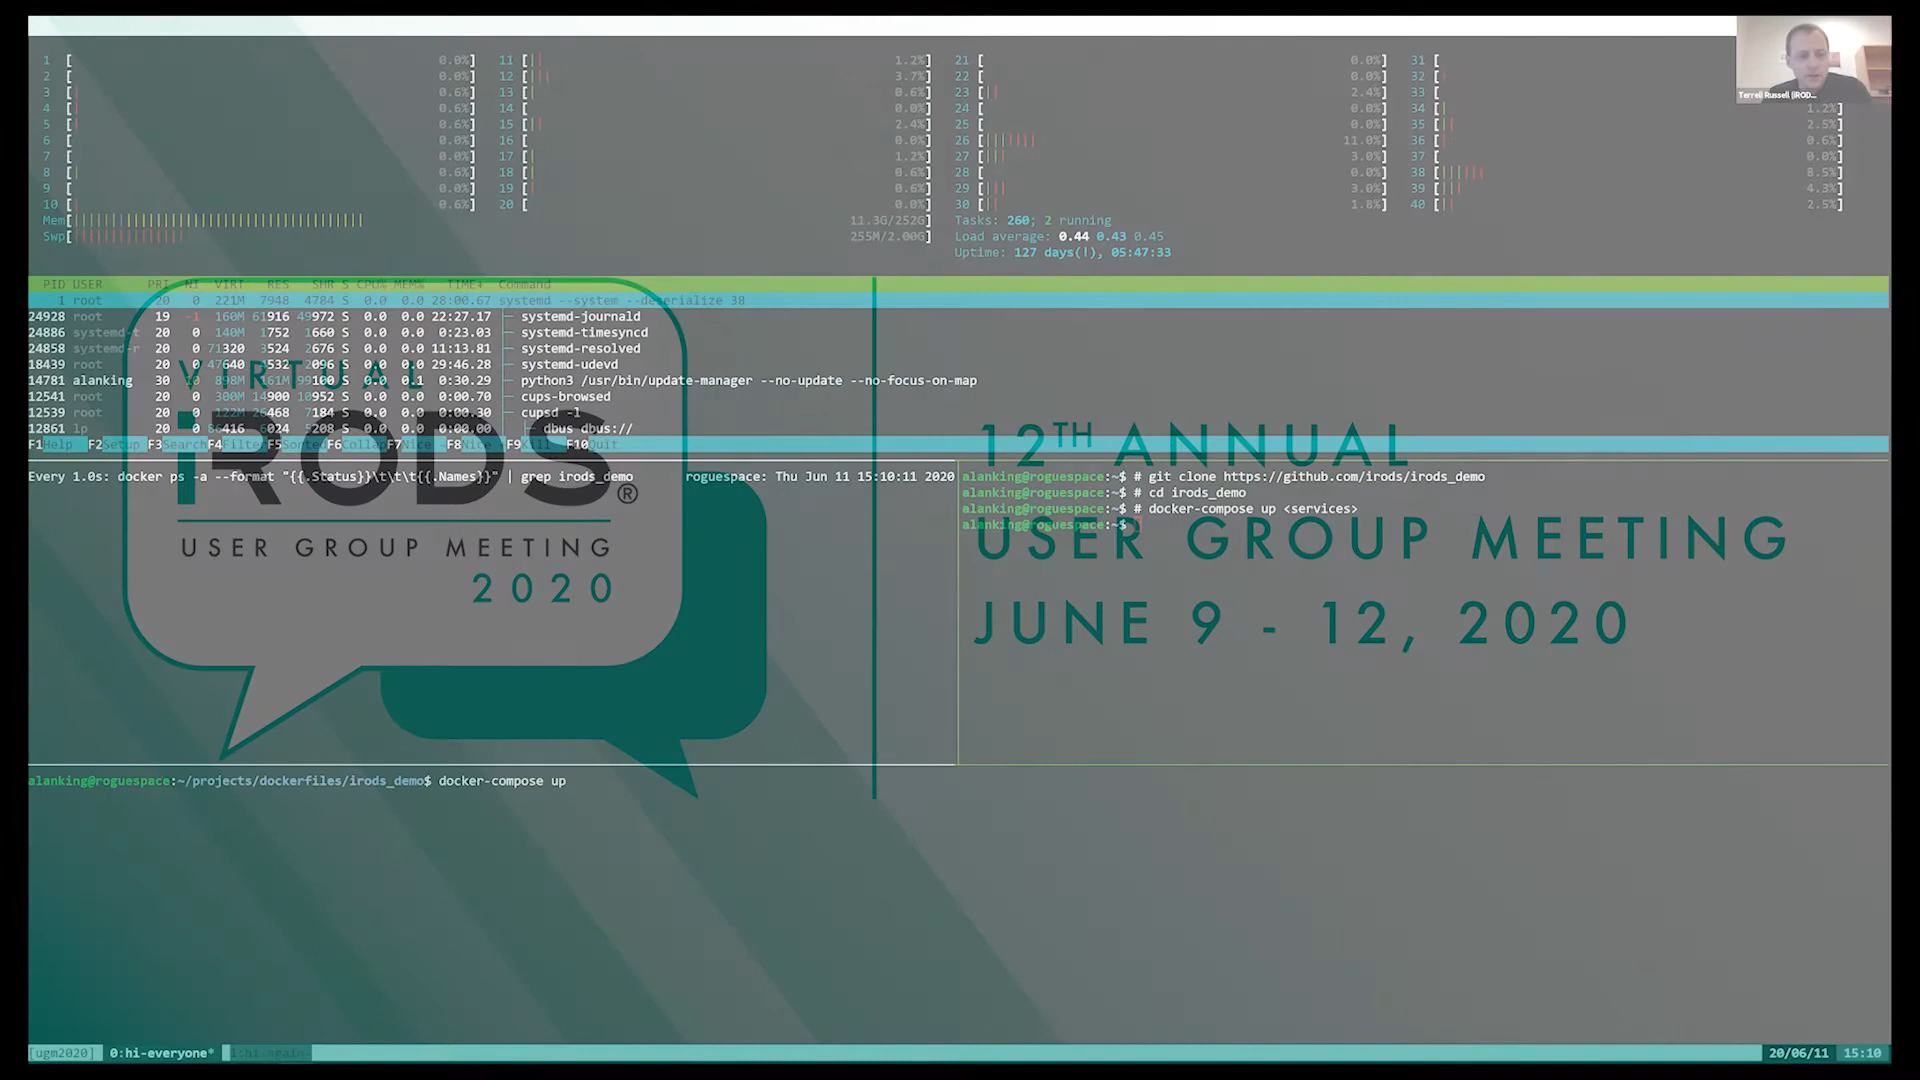 1 [ 0.0%] 11 [ 1.2%] 21 [ 0.0%] 31 [
2 [ 0.0%] 12 [ 3.7%] 22 [ 0.0%] 32 [
3 [ 0.6%] 13 [ 0.6%] 23 [ 2.4%] 33 [
4 [ 0.6%] 14 [ 0.0%] 24 [ 0.0%] 34 [ 1.2%]
5 [ 0.6%] 15 [ 2.4%] 25 [ 0.0%] 35 [ 2.5%]
6 [ 0.0%] 16 [ 0.0%] 26 [ 11.0%] 36 [ 0.6%]
7 [ 0.0%] 17 [ 1.2%] 27 [ 3.0%] 37 [ 0.0%]
8 [ 0.6%] 18 [ 0.6%] 28 [ 0.0%] 38 [ 8.5%]
9 [ 0.0%] 19 [ 0.6%] 29 [ 3.0%] 39 [ 4.3%]
10 [ 0.6%] 20 [ 0.0%] 30 [ 1.8%] 40 [ 2.5%]
Mem[ 11.3G/252G] Tasks: 260; 2 running
Swp[ 255M/2.00G] Load average: 0.44 0.43 0.45
Uptime: 127 days(!), 05:47:33
Terrell Russell (iROD...
PID USER PRI NI VIRT RES SHR S CPU% MEM% TIME+ Command
1 root 20 0 221M 7948 4784 S 0.0 0.0 28:00.67 systemd --system --deserialize 38
24928 root 19 -1 160M 61916 49972 S 0.0 0.0 22:27.17 systemd-journald
24886 systemd-t 20 0 140M 1752 1660 S 0.0 0.0 0:23.03 systemd-timesyncd
24858 systemd-r 20 0 71320 3524 2676 S 0.0 0.0 11:13.81 systemd-resolved
18439 root 20 0 47640 1532 2096 S 0.0 0.0 29:46.28 systemd-udevd
14781 alanking 30 10 898M 161M 99100 S 0.0 0.1 0:30.29 python3 /usr/bin/update-manager --no-update --no-focus-on-map
12541 root 20 0 300M 14900 10952 S 0.0 0.0 0:00.70 cups-browsed
12539 root 20 0 122M 26468 7184 S 0.0 0.0 0:00.30 cupsd -l
12861 lp 20 0 86416 6024 5208 S 0.0 0.0 0:00.00 dbus dbus://
F1Help F2Setup F3Search F4Filter F5Sorted F6Collap F7Nice - F8Nice + F9Kill F10Quit
Every 1.0s: docker ps -a --format "{{.Status}}\t\t\t{{.Names}}" | grep irods_demo roguespace: Thu Jun 11 15:10:11 2020
alanking@roguespace:~$ # git clone https://github.com/irods/irods_demo
alanking@roguespace:~$ # cd irods_demo
alanking@roguespace:~$ # docker-compose up <services>
alanking@roguespace:~$
VIRTUAL
iRODS®
USER GROUP MEETING
2020
12TH ANNUAL
USER GROUP MEETING
JUNE 9 - 12, 2020
alanking@roguespace:~/projects/dockerfiles/irods_demo$ docker-compose up
[ugm2020] 0:hi-everyone* 1:hi-again- 20/06/11 15:10